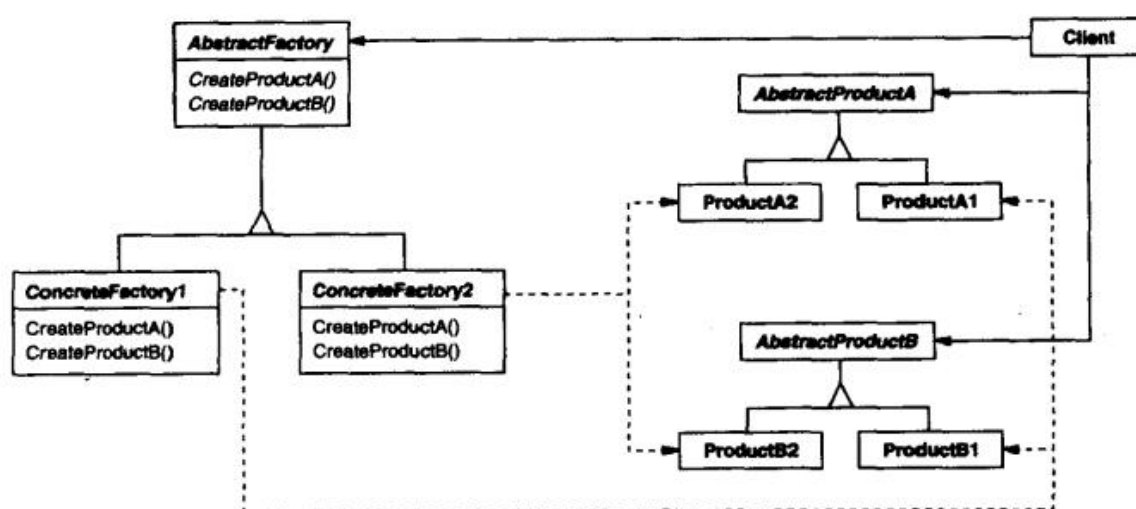 AbstractFactory
CreateProductA()
CreateProductB()
Client
AbstractProductA
ProductA2
ProductA1
ConcreteFactory1
CreateProductA()
CreateProductB()
ConcreteFactory2
CreateProductA()
CreateProductB()
AbstractProductB
ProductB2
ProductB1